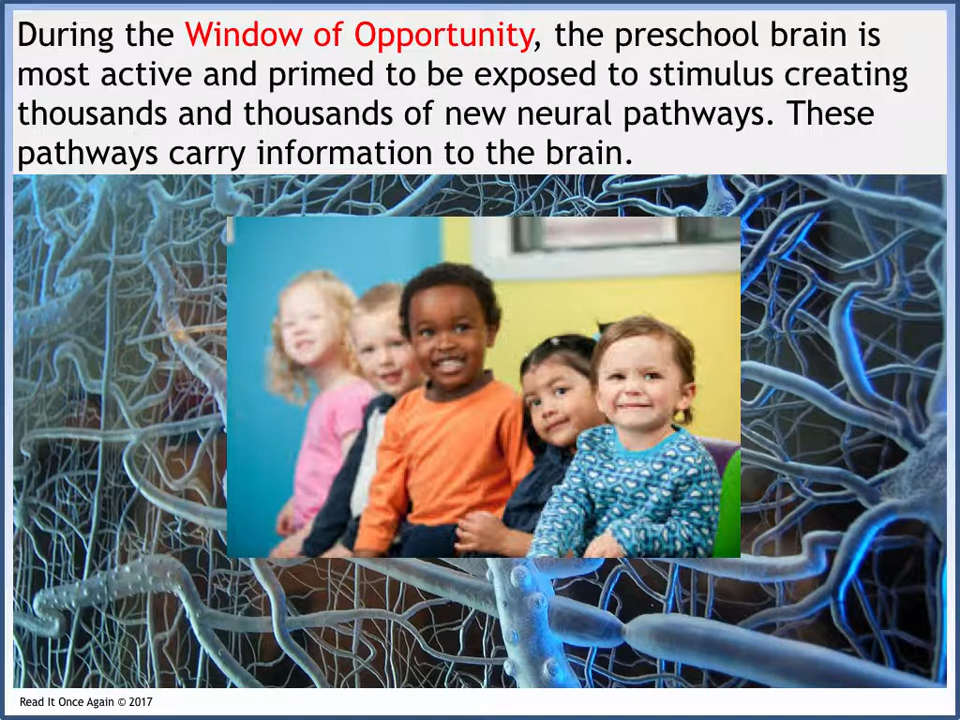 During the Window of Opportunity, the preschool brain is
most active and primed to be exposed to stimulus creating
thousands and thousands of new neural pathways. These
pathways carry information to the brain.
Read It Once Again © 2017